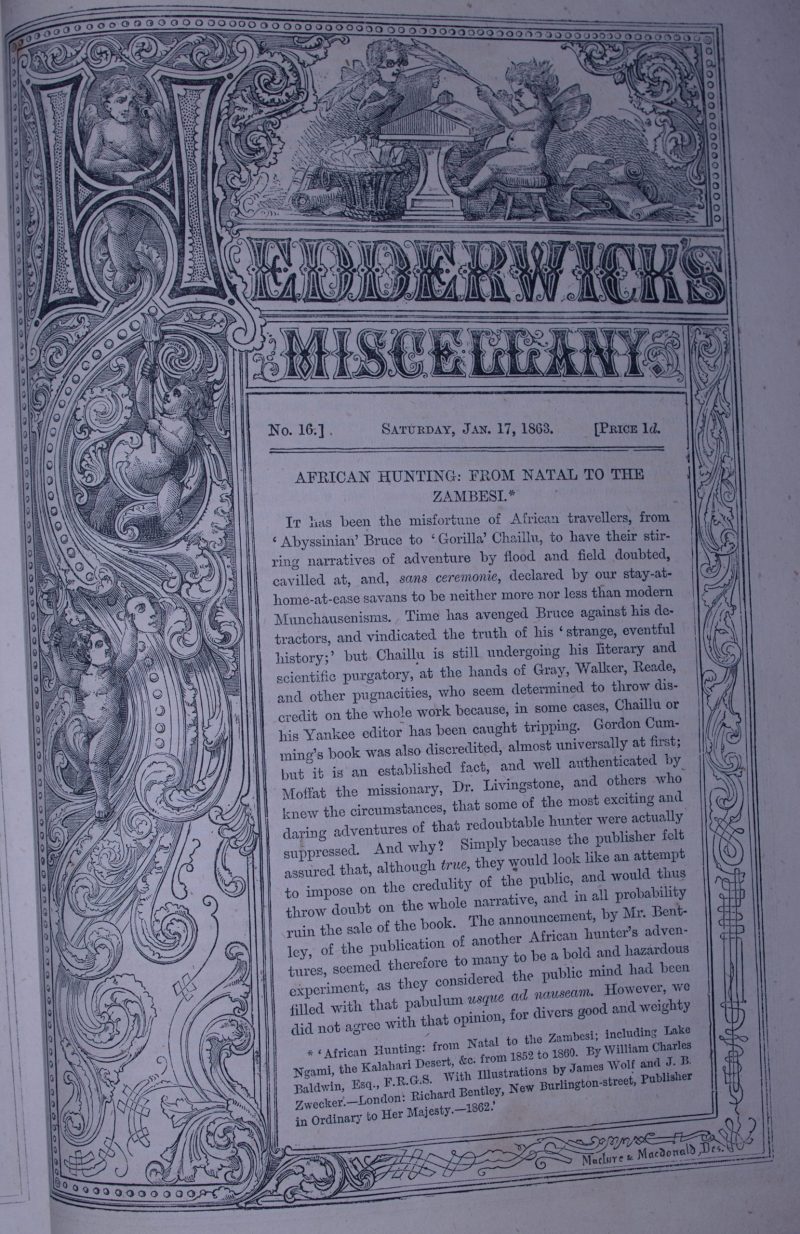 HEDDERWICK'S
MISCELLANY.
No. 16.] SATURDAY, JAN. 17, 1863. [PRICE 1d.
AFRICAN HUNTING: FROM NATAL TO THE
ZAMBESI.*
IT has been the misfortune of African travellers, from
‘Abyssinian’ Bruce to ‘Gorilla’ Chaillu, to have their stir-
ring narratives of adventure by flood and field doubted,
cavilled at, and, sans ceremonie, declared by our stay-at-
home-at-ease savans to be neither more nor less than modern
Munchausenisms. Time has avenged Bruce against his de-
tractors, and vindicated the truth of his ‘strange, eventful
history;’ but Chaillu is still undergoing his literary and
scientific purgatory, at the hands of Gray, Walker, Reade,
and other pugnacities, who seem determined to throw dis-
credit on the whole work because, in some cases, Chaillu or
his Yankee editor has been caught tripping. Gordon Cum-
ming's book was also discredited, almost universally at first;
but it is an established fact, and well authenticated by
Moffat the missionary, Dr. Livingstone, and others who
knew the circumstances, that some of the most exciting and
daring adventures of that redoubtable hunter were actually
suppressed. And why? Simply because the publisher felt
assured that, although true, they would look like an attempt
to impose on the credulity of the public, and would thus
throw doubt on the whole narrative, and in all probability
ruin the sale of the book. The announcement, by Mr. Bent-
ley, of the publication of another African hunter's adven-
tures, seemed therefore to many to be a bold and hazardous
experiment, as they considered the public mind had been
filled with that pabulum usque ad nauseam. However, we
did not agree with that opinion, for divers good and weighty
* ‘African Hunting: from Natal to the Zambesi; including Lake
Ngami, the Kalahari Desert, &c. from 1852 to 1860. By William Charles
Baldwin, Esq., F.R.G.S. With Illustrations by James Wolf and J. B.
Zwecker.—London: Richard Bentley, New Burlington-street, Publisher
in Ordinary to Her Majesty.—1862.’
Maclure & Macdonald, Des.